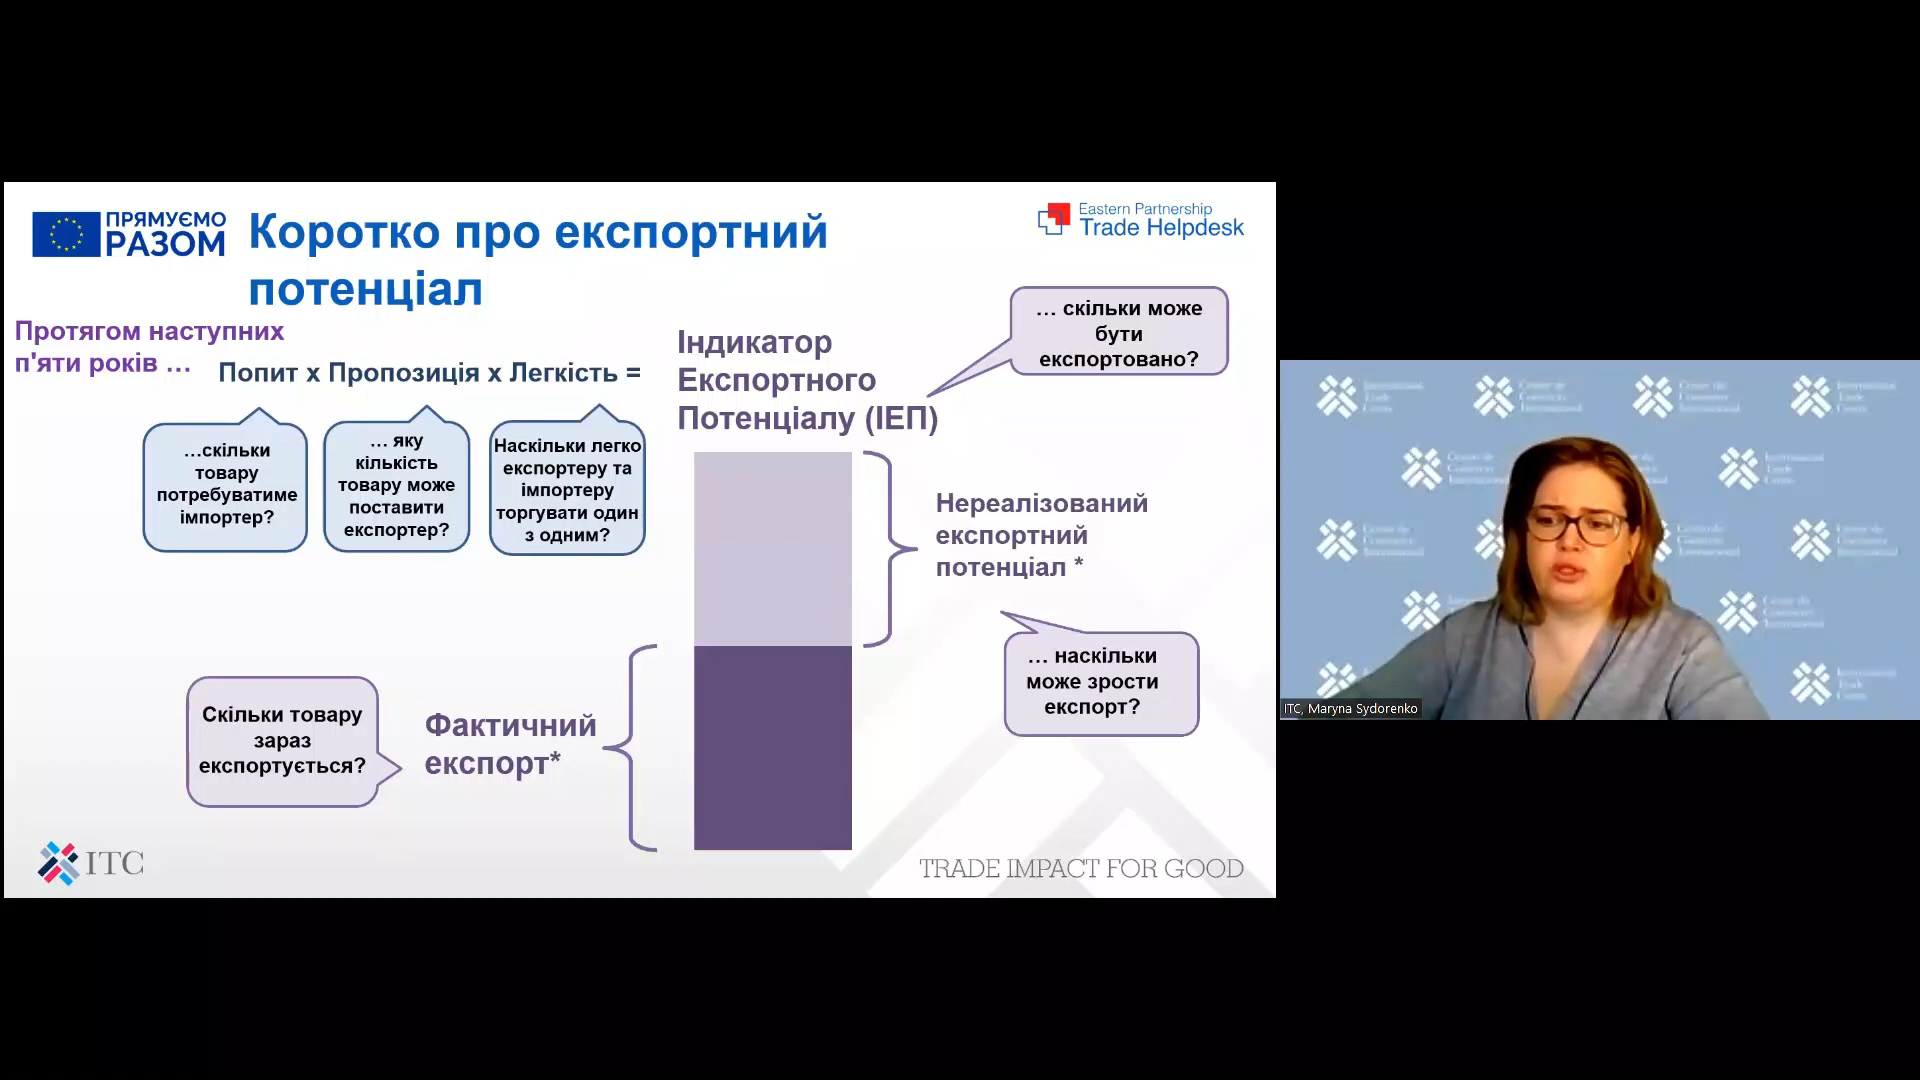 ПРЯМУЄМО
РАЗОМ
Коротко про експортний
потенціал
Eastern Partnership
Trade Helpdesk
Протягом наступних
п'яти років …
Попит x Пропозиція x Легкість =
…скільки
товару
потребуватиме
імпортер?
… яку
кількість
товару може
поставити
експортер?
Наскільки легко
експортеру та
імпортеру
торгувати один
з одним?
Індикатор
Експортного
Потенціалу (ІЕП)
… скільки може
бути
експортовано?
Нереалізований
експортний
потенціал *
… наскільки
може зрости
експорт?
Скільки товару
зараз
експортується?
Фактичний
експорт*
ITC
TRADE IMPACT FOR GOOD
ITC, Maryna Sydorenko